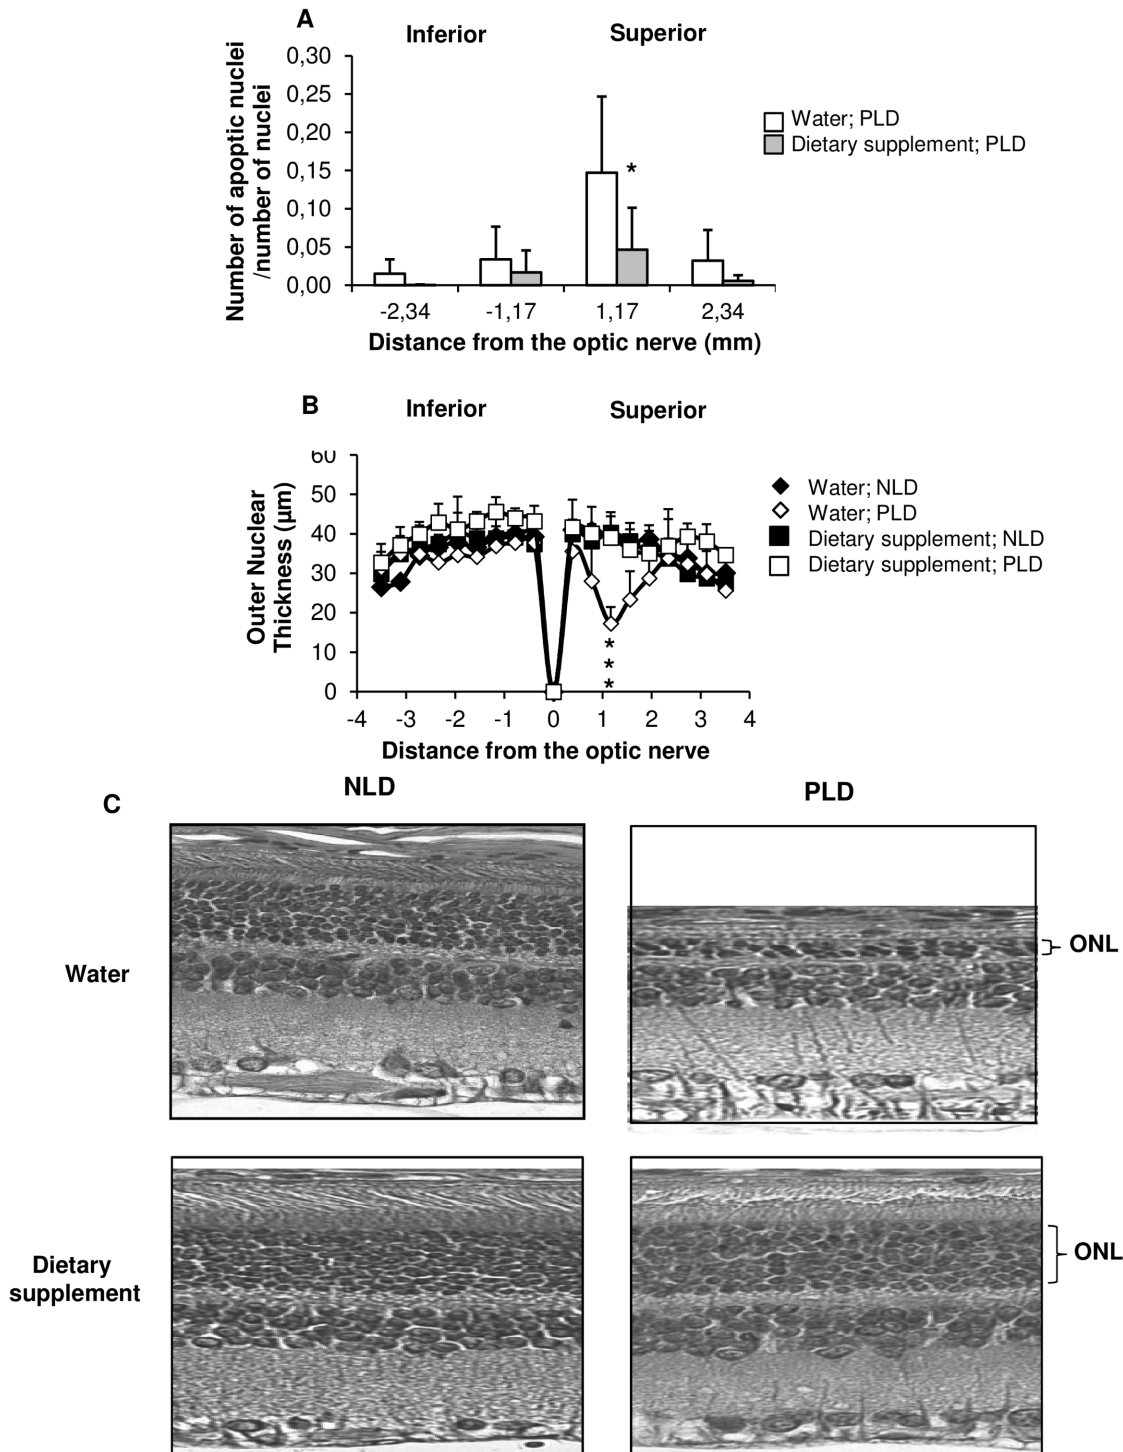 A
Inferior
Superior
Number of apoptic nuclei
/number of nuclei
0,30
0,25
0,20
0,15
0,10
0,05
0,00
*
Water; PLD
Dietary supplement; PLD
-2,34
-1,17
1,17
2,34
Distance from the optic nerve (mm)
B
Inferior
Superior
Outer Nuclear
Thickness (µm)
60
50
40
30
20
10
0
*
*
*
Water; NLD
Water; PLD
Dietary supplement; NLD
Dietary supplement; PLD
-4
-3
-2
-1
0
1
2
3
4
Distance from the optic nerve
C
NLD
PLD
Water
ONL
Dietary
supplement
ONL